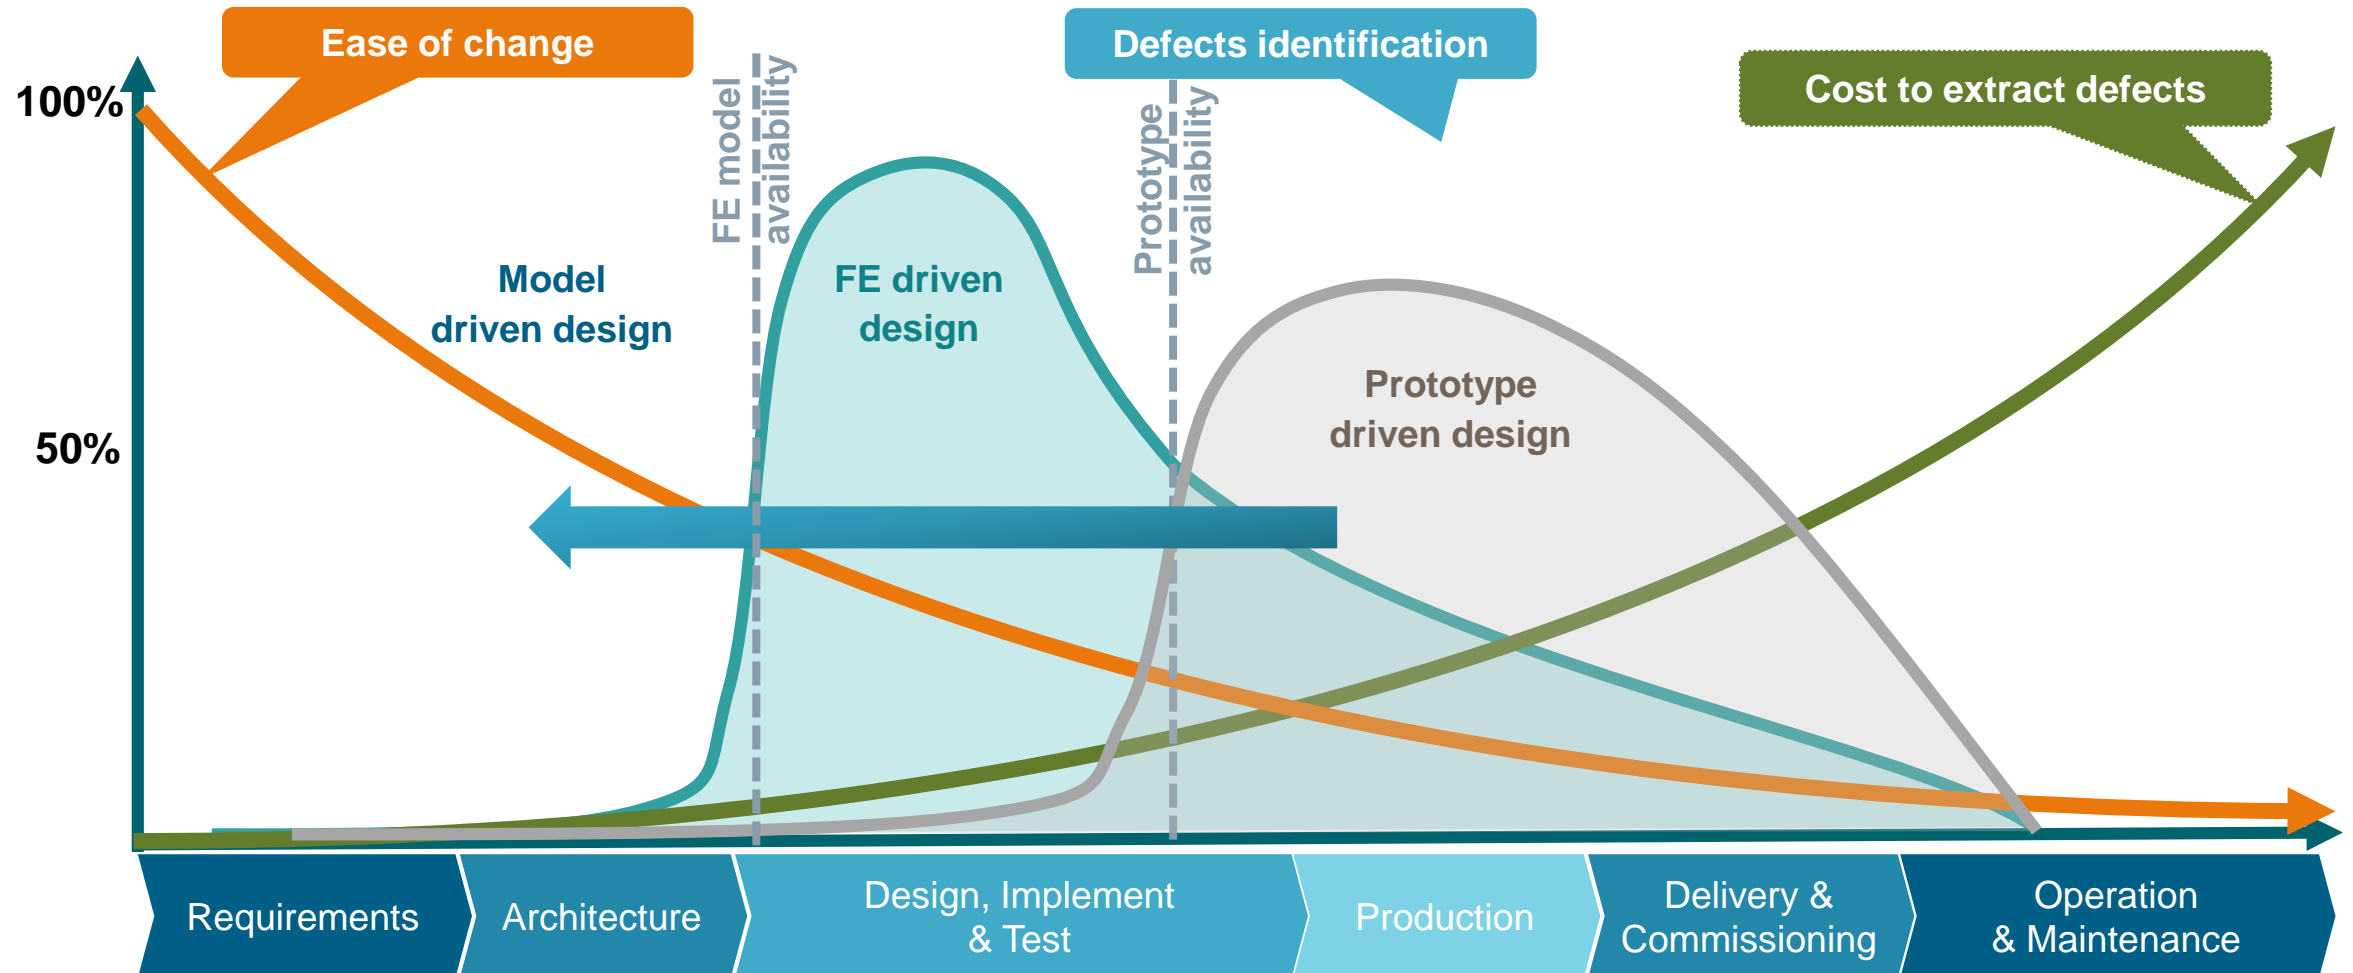 Ease of change
Defects identification
Cost to extract defects
100%
50%
FE model
availability
Prototype
availability
Model
driven design
FE driven
design
Prototype
driven design
Requirements
Architecture
Design, Implement
& Test
Production
Delivery &
Commissioning
Operation
& Maintenance